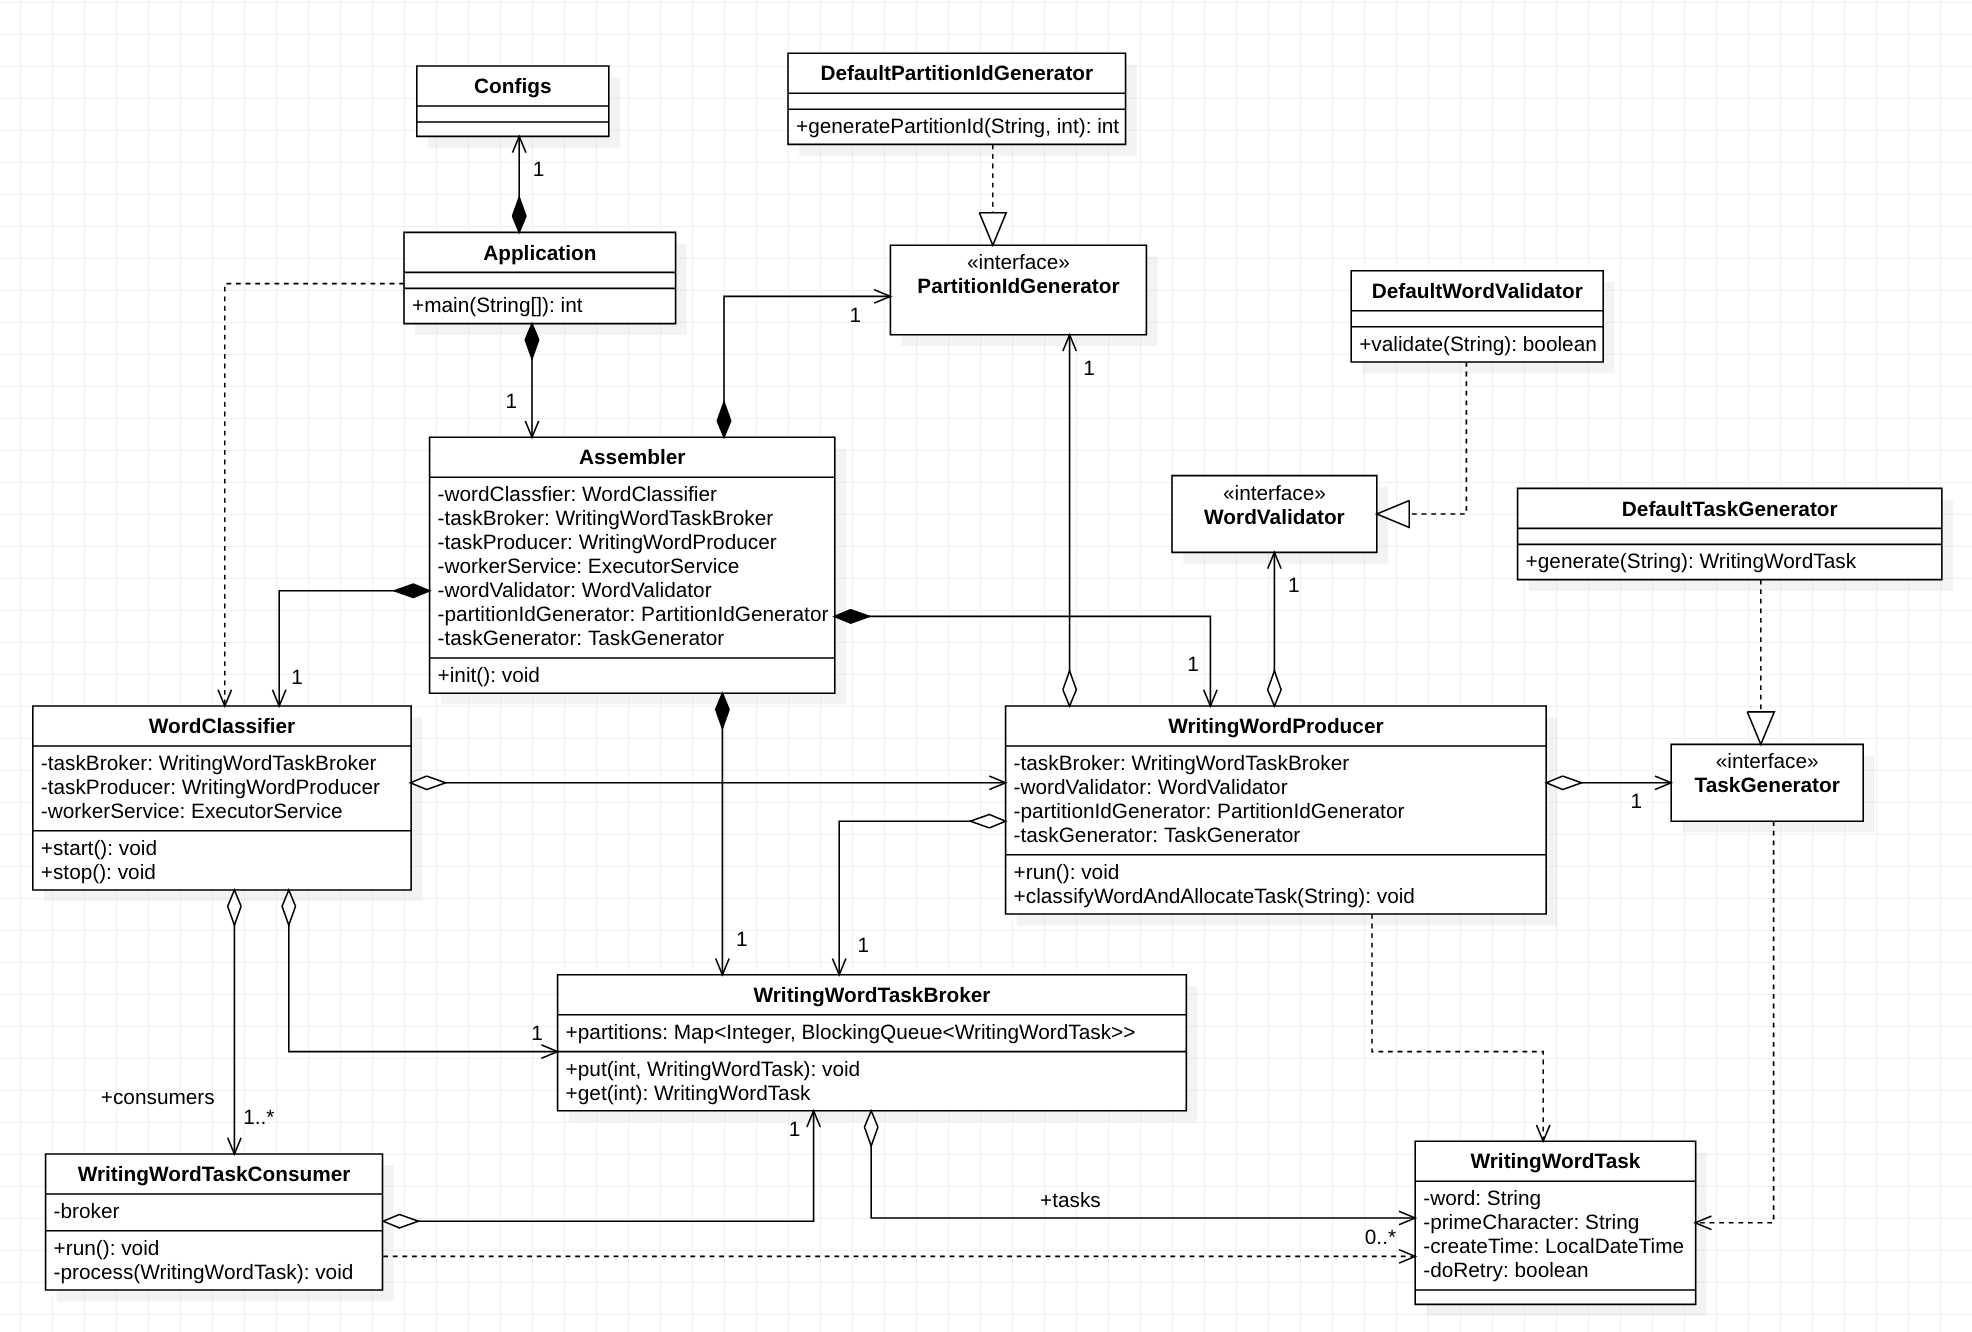 Configs
1
DefaultPartitionIdGenerator
+generatePartitionId(String, int): int
Application
+main(String[]): int
1
«interface»
PartitionIdGenerator
1
1
DefaultWordValidator
+validate(String): boolean
Assembler
-wordClassfier: WordClassifier
-taskBroker: WritingWordTaskBroker
-taskProducer: WritingWordProducer
-workerService: ExecutorService
-wordValidator: WordValidator
-partitionIdGenerator: PartitionIdGenerator
-taskGenerator: TaskGenerator
+init(): void
«interface»
WordValidator
1
DefaultTaskGenerator
+generate(String): WritingWordTask
1
1
WordClassifier
-taskBroker: WritingWordTaskBroker
-taskProducer: WritingWordProducer
-workerService: ExecutorService
+start(): void
+stop(): void
WritingWordProducer
-taskBroker: WritingWordTaskBroker
-wordValidator: WordValidator
-partitionIdGenerator: PartitionIdGenerator
-taskGenerator: TaskGenerator
+run(): void
+classifyWordAndAllocateTask(String): void
«interface»
TaskGenerator
1
1
1
1
WritingWordTaskBroker
+partitions: Map<Integer, BlockingQueue<WritingWordTask>>
+put(int, WritingWordTask): void
+get(int): WritingWordTask
+consumers
1..*
1
WritingWordTaskConsumer
-broker
+run(): void
-process(WritingWordTask): void
+tasks
0..*
WritingWordTask
-word: String
-primeCharacter: String
-createTime: LocalDateTime
-doRetry: boolean